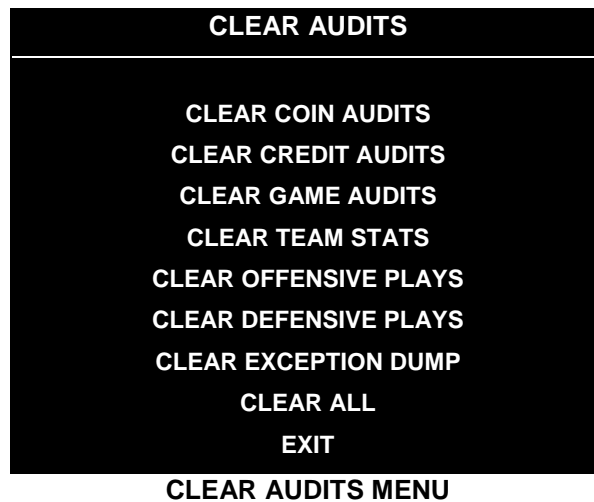 CLEAR AUDITS
CLEAR COIN AUDITS
CLEAR CREDIT AUDITS
CLEAR GAME AUDITS
CLEAR TEAM STATS
CLEAR OFFENSIVE PLAYS
CLEAR DEFENSIVE PLAYS
CLEAR EXCEPTION DUMP
CLEAR ALL
EXIT
CLEAR AUDITS MENU